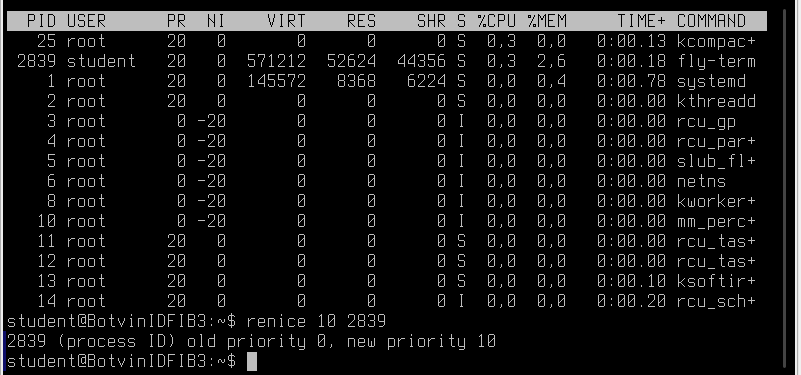 PID USER PR NI VIRT RES SHR S %CPU %MEM TIME+ COMMAND
25 root 20 0 0 0 0 S 0,3 0,0 0:00.13 kcompac+
2839 student 20 0 571212 52624 44356 S 0,3 2,6 0:00.18 fly-term
1 root 20 0 145572 8368 6224 S 0,0 0,4 0:00.78 systemd
2 root 20 0 0 0 0 S 0,0 0,0 0:00.00 kthreadd
3 root 0 -20 0 0 0 I 0,0 0,0 0:00.00 rcu_gp
4 root 0 -20 0 0 0 I 0,0 0,0 0:00.00 rcu_par+
5 root 0 -20 0 0 0 I 0,0 0,0 0:00.00 slub_fl+
6 root 0 -20 0 0 0 I 0,0 0,0 0:00.00 netns
8 root 0 -20 0 0 0 I 0,0 0,0 0:00.00 kworker+
10 root 0 -20 0 0 0 I 0,0 0,0 0:00.00 mm_perc+
11 root 20 0 0 0 0 S 0,0 0,0 0:00.00 rcu_tas+
12 root 20 0 0 0 0 S 0,0 0,0 0:00.00 rcu_tas+
13 root 20 0 0 0 0 S 0,0 0,0 0:00.10 ksoftir+
14 root 20 0 0 0 0 I 0,0 0,0 0:00.20 rcu_sch+
student@BotvinIDFIB3:~$ renice 10 2839
2839 (process ID) old priority 0, new priority 10
student@BotvinIDFIB3:~$